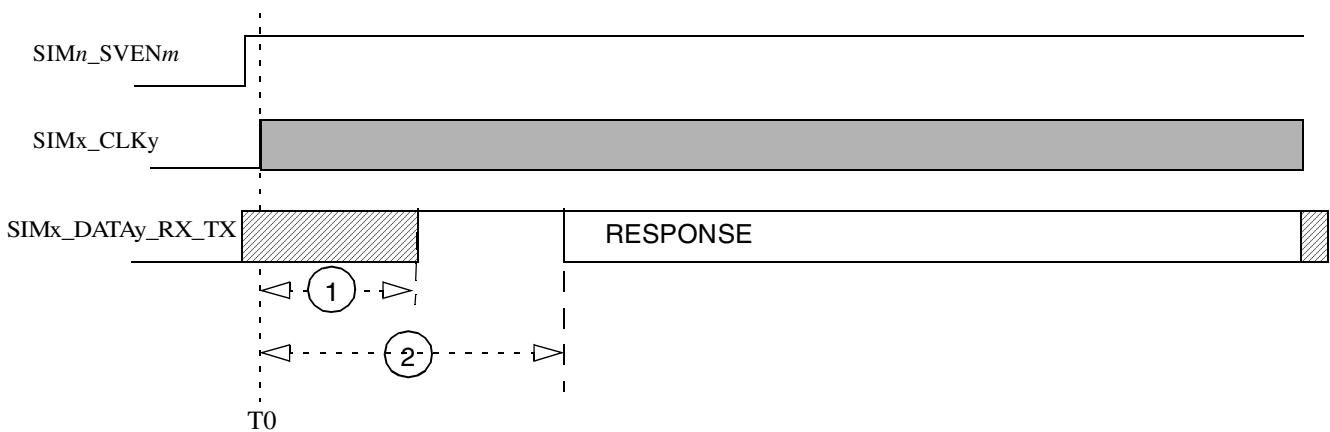 SIMn_SVENm
SIMx_CLKy
SIMx_DATAy_RX_TX
RESPONSE
1
2
T0